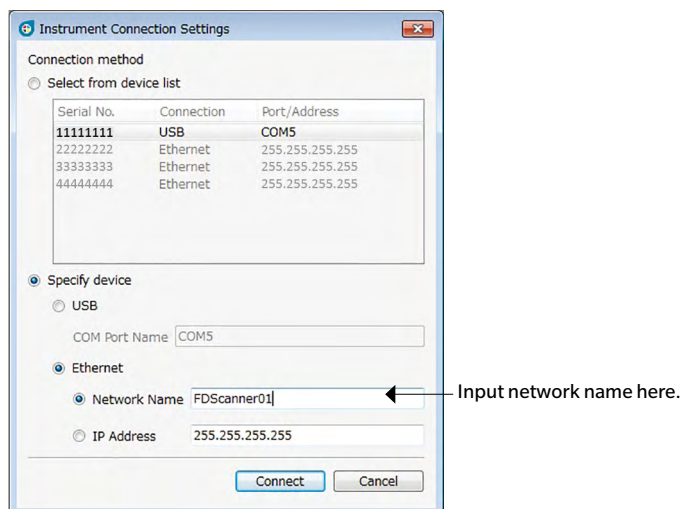 Instrument Connection Settings
Connection method
Select from device list
Serial No. Connection Port/Address
11111111 USB COM5
22222222 Ethernet 255.255.255.255
33333333 Ethernet 255.255.255.255
44444444 Ethernet 255.255.255.255
Specify device
USB
COM Port Name COM5
Ethernet
Network Name FDScanner01
Input network name here.
IP Address 255.255.255.255
Connect Cancel